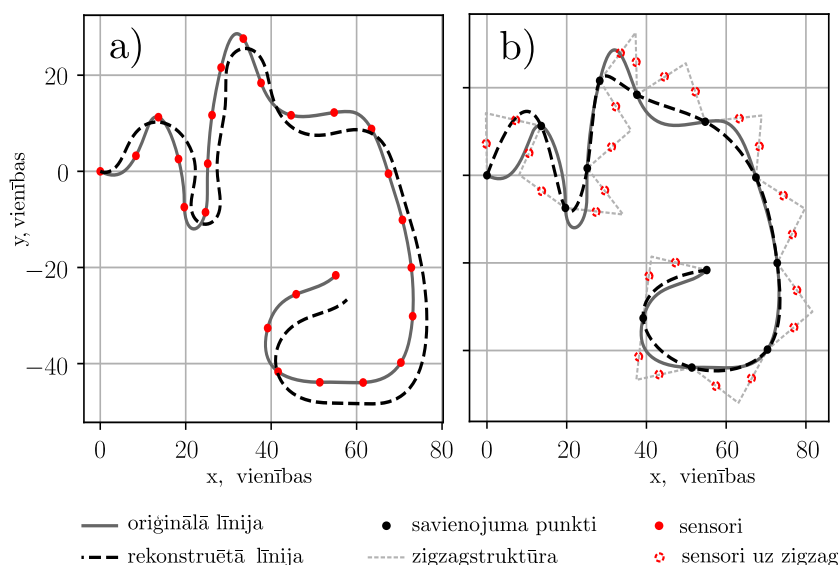 a)
b)
20
0
−20
−40
y, vienības
0 20 40 60 80
0 20 40 60 80
x, vienības
x, vienības
oriģinālā līnija
savienojuma punkti
sensori
rekonstruētā līnija
zigzagstruktūra
sensori uz zigzag